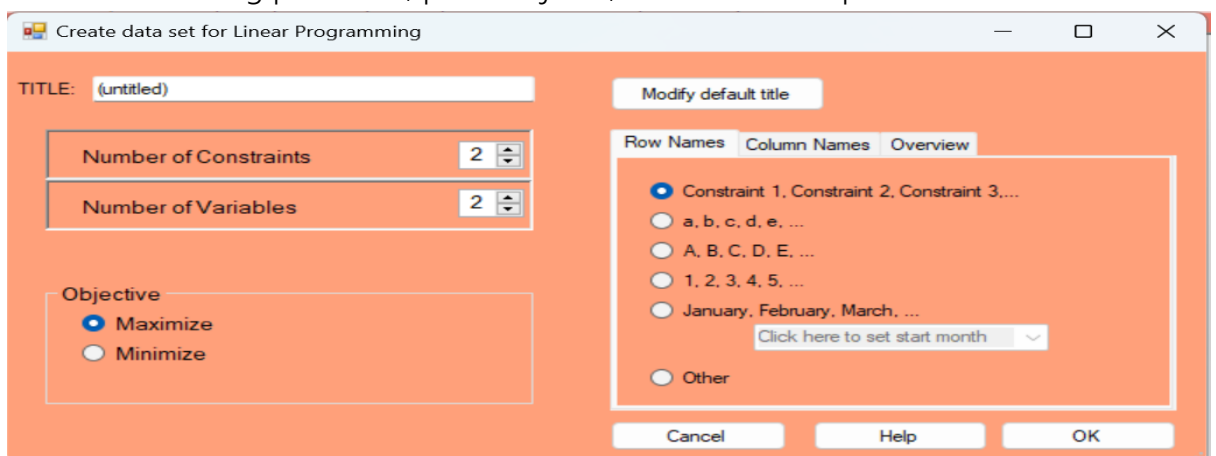 Create data set for Linear Programming
TITLE: (untitled)
Modify default title
Number of Constraints 2
Number of Variables 2
Objective
Maximize
Minimize
Row Names Column Names Overview
Constraint 1, Constraint 2, Constraint 3,...
a, b, c, d, e, ...
A, B, C, D, E, ...
1, 2, 3, 4, 5, ...
January, February, March, ...
Click here to set start month
Other
Cancel Help OK